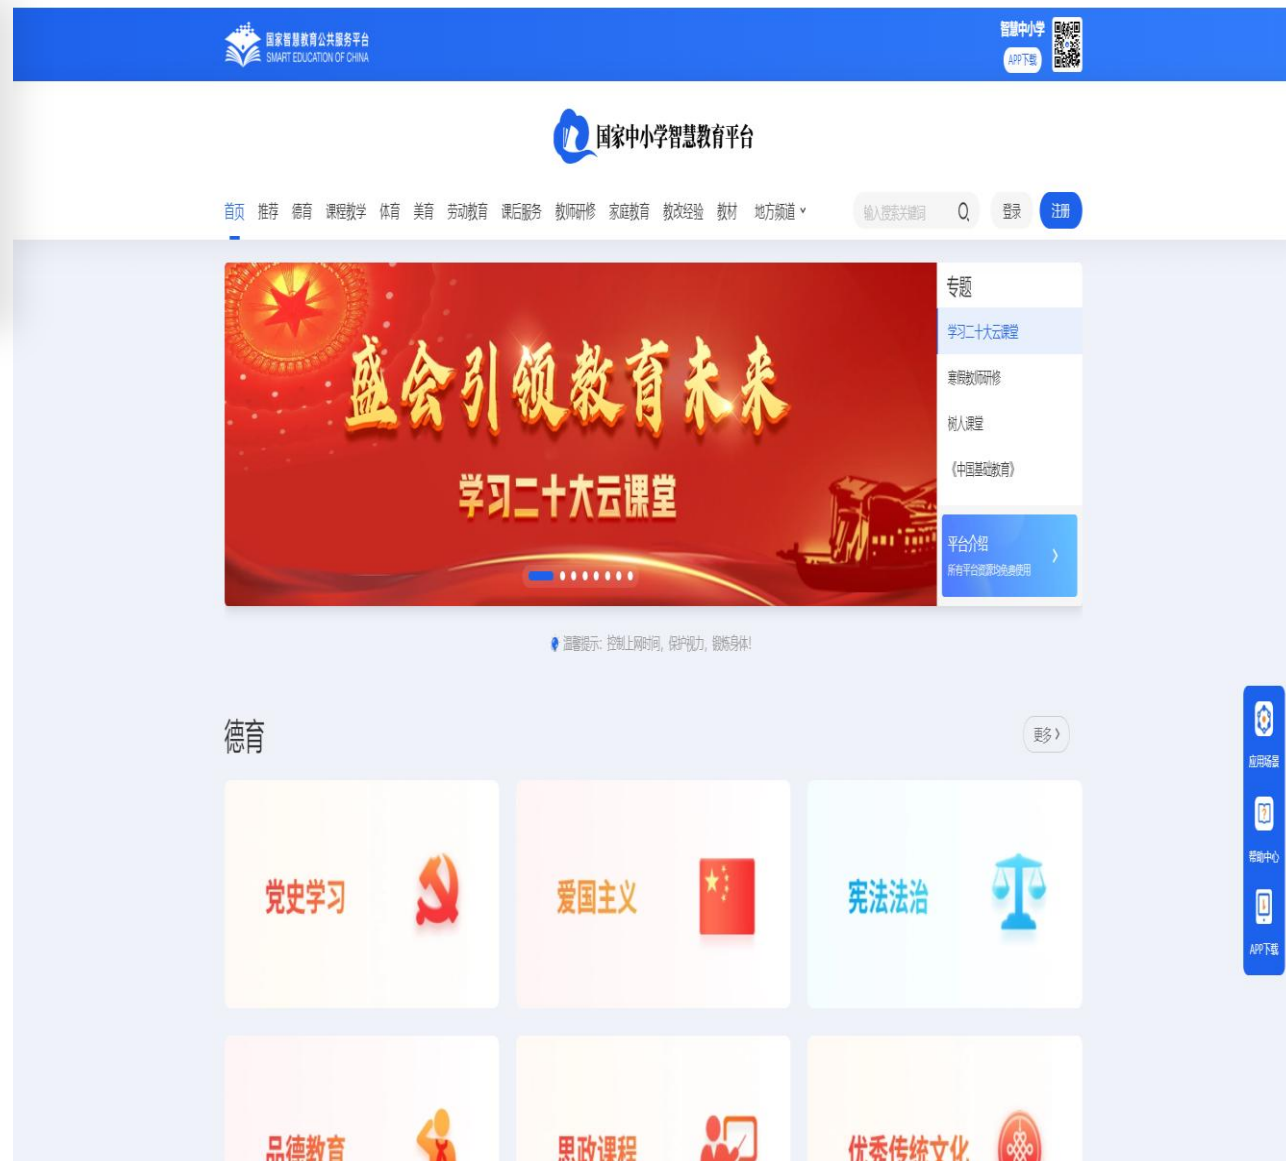 国家智慧教育公共服务平台
SMART EDUCATION OF CHINA
智慧中小学
APP下载
国家中小学智慧教育平台
首页 推荐 德育 课程教学 体育 美育 劳动教育 课后服务 教师研修 家庭教育 教改经验 教材 地方频道 输入搜索关键词 登录 注册
盛会引领教育未来
学习二十大云课堂
专题
学习二十大云课堂
寒假教师研修
树人课堂
《中国基础教育》
平台介绍
所有平台资源均免费使用
温馨提示：控制上网时间，保护视力，锻炼身体！
德育
更多
党史学习
爱国主义
宪法法治
品德教育
思政课程
优秀传统文化
应用场景
帮助中心
APP下载